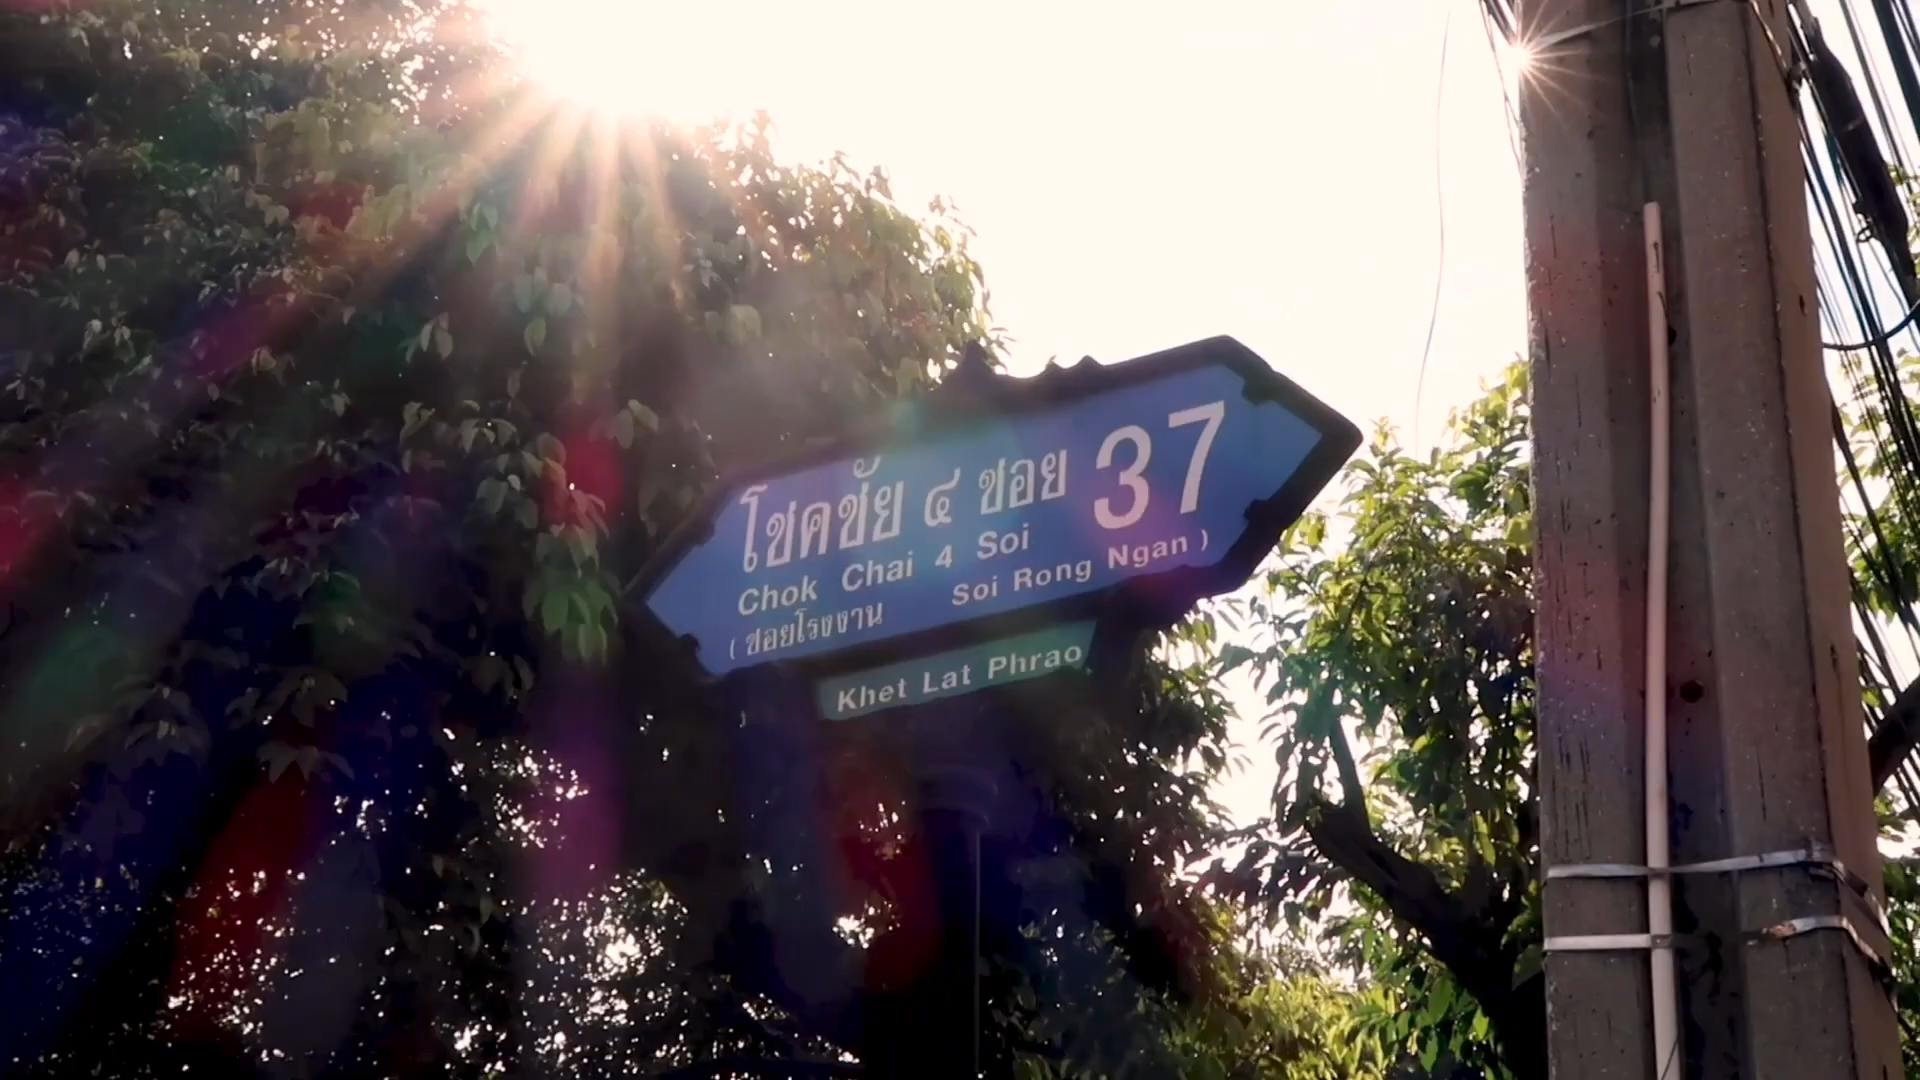 โชคชัย ๔ ซอย 37
Chok Chai 4 Soi
( ซอยโรงงาน Soi Rong Ngan )
Khet Lat Phrao